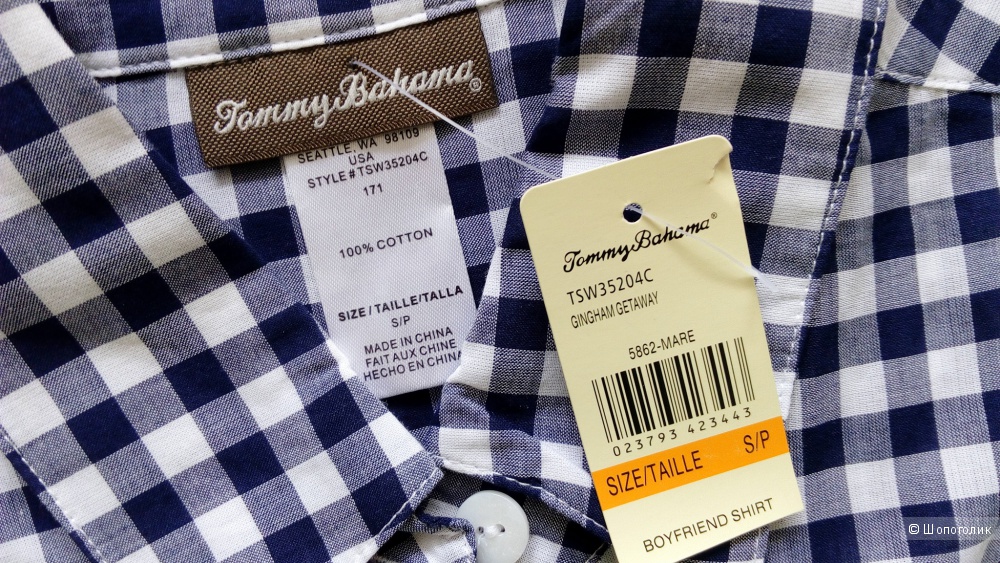 Tommy Bahama®
SEATTLE, WA 98109
USA
STYLE#TSW35204C
171
100% COTTON
SIZE/TAILLE/TALLA
S/P
MADE IN CHINA
FAIT AUX CHINE
HECHO EN CHINA
Tommy Bahama®
TSW35204C
GINGHAM GETAWAY
5862-MARE
023793 423443
SIZE/TAILLE S/P
BOYFRIEND SHIRT
© Шопоголик